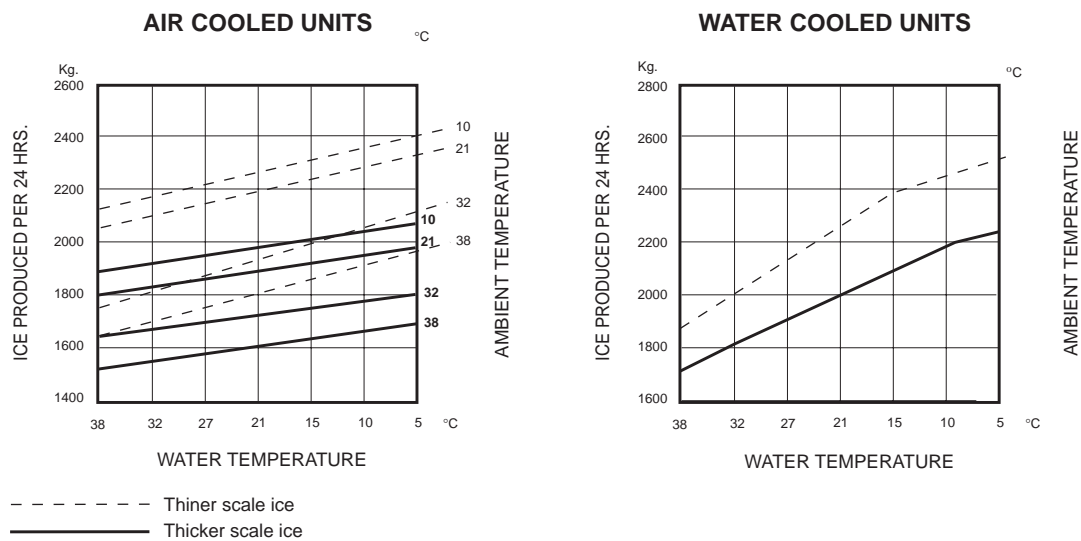 AIR COOLED UNITS
°C
Kg.
2600
2400
2200
2000
1800
1600
1400
ICE PRODUCED PER 24 HRS.
10
21
32
38
10
21
32
38
AMBIENT TEMPERATURE
38 32 27 21 15 10 5 °C
WATER TEMPERATURE
WATER COOLED UNITS
°C
Kg.
2800
2600
2400
2200
2000
1800
1600
ICE PRODUCED PER 24 HRS.
AMBIENT TEMPERATURE
38 32 27 21 15 10 5 °C
WATER TEMPERATURE
Thiner scale ice
Thicker scale ice